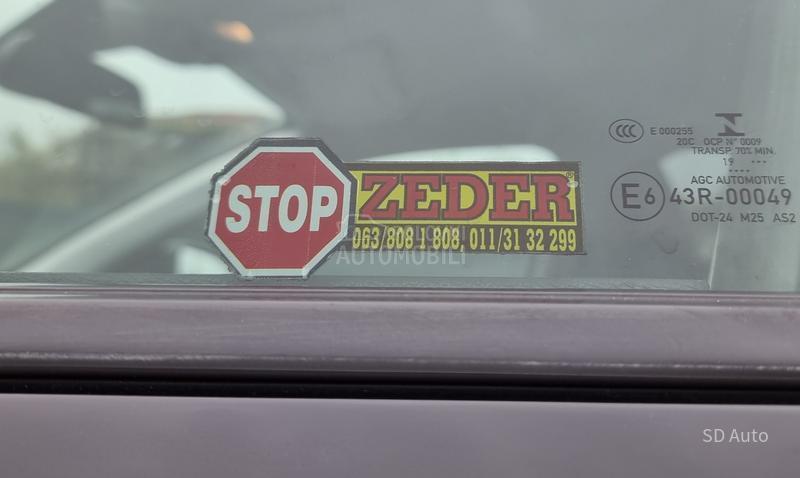 STOP
ZEDER®
063/808 1 808, 011/31 32 299
AUTOMOBILI
E 000255
20C OCP N° 0009
TRANSP. 70% MIN.
19
AGC AUTOMOTIVE
E6 43R-00049
DOT-24 M25 AS2
SD Auto